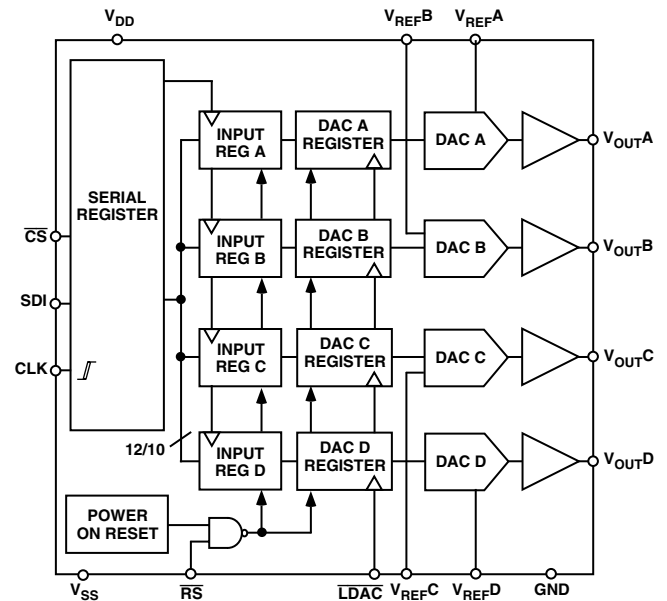 VDD
VREFB
VREFA
SERIAL
REGISTER
INPUT
REG A
DAC A
REGISTER
DAC A
VOUTA
CS
INPUT
REG B
DAC B
REGISTER
DAC B
VOUTB
SDI
INPUT
REG C
DAC C
REGISTER
DAC C
VOUTC
CLK
12/10
INPUT
REG D
DAC D
REGISTER
DAC D
VOUTD
POWER
ON RESET
VSS
RS
LDAC
VREFC
VREFD
GND